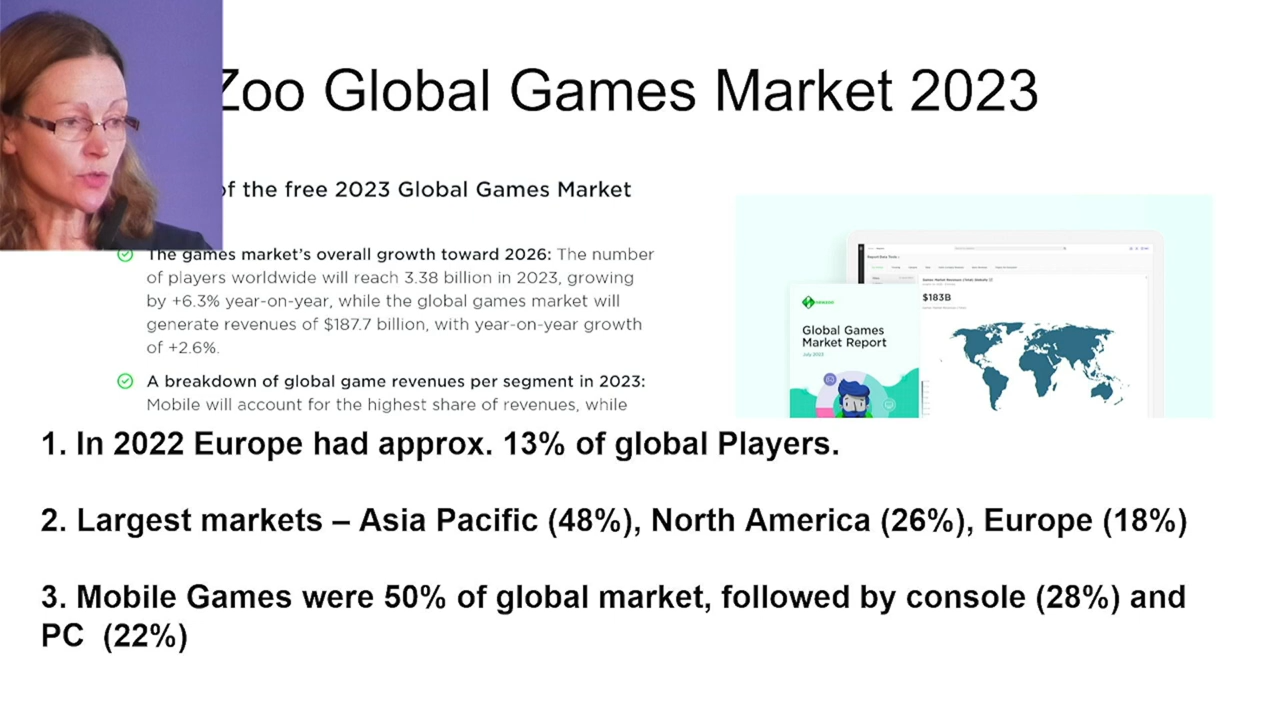 Zoo Global Games Market 2023
of the free 2023 Global Games Market
The games market's overall growth toward 2026: The number
of players worldwide will reach 3.38 billion in 2023, growing
by +6.3% year-on-year, while the global games market will
generate revenues of $187.7 billion, with year-on-year growth
of +2.6%.
A breakdown of global game revenues per segment in 2023:
Mobile will account for the highest share of revenues, while
$183B
newzoo
Global Games
Market Report
July 2023
1. In 2022 Europe had approx. 13% of global Players.
2. Largest markets – Asia Pacific (48%), North America (26%), Europe (18%)
3. Mobile Games were 50% of global market, followed by console (28%) and
PC (22%)